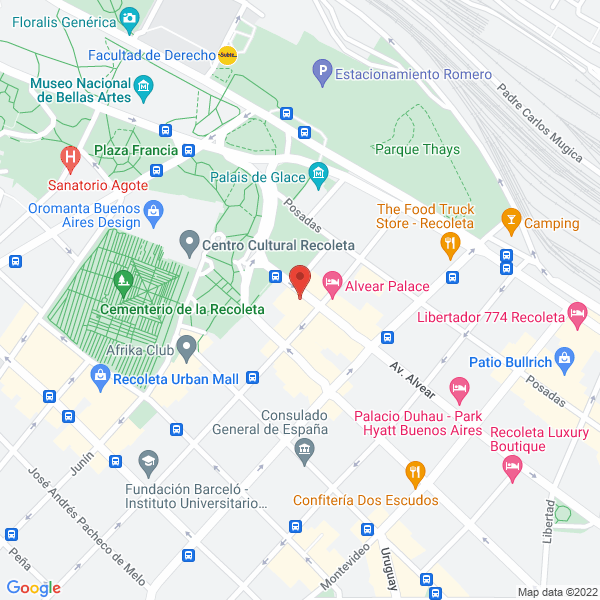 Floralis Genérica
Facultad de Derecho
Subte
Museo Nacional
de Bellas Artes
Estacionamiento Romero
Padre Carlos Mugica
Plaza Francia
Parque Thays
H
Sanatorio Agote
Palais de Glace
Oromanta Buenos
Aires Design
Posadas
The Food Truck
Store - Recoleta
Camping
Centro Cultural Recoleta
Alvear Palace
Cementerio de la Recoleta
Libertador 774 Recoleta
Afrika Club
Patio Bullrich
Recoleta Urban Mall
Av. Alvear
Posadas
Consulado
General de España
Palacio Duhau - Park
Hyatt Buenos Aires
Recoleta Luxury
Boutique
Junín
Fundación Barceló -
Instituto Universitario...
Confitería Dos Escudos
José Andrés Pacheco de Melo
Libertad
Peña
Montevideo
Uruguay
Google
Map data ©2022